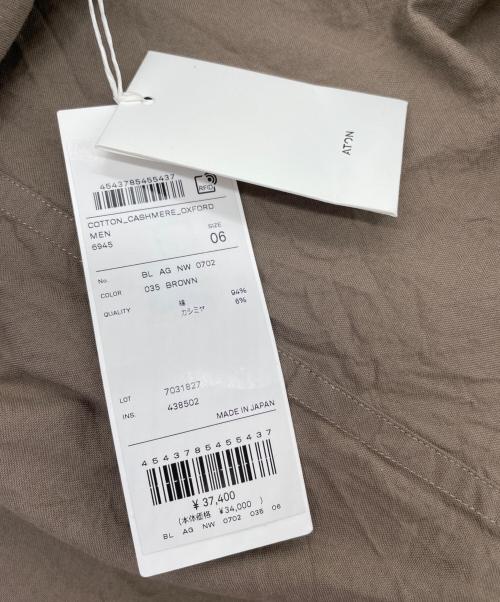 ATON
4543785455437
RFID
COTTON_CASHMERE_OXFORD
MEN
6945
SIZE
06
No. BL AG NW 0702
COLOR 035 BROWN
QUALITY 綿 94%
カシミヤ 6%
LOT 7031827
INS. 438502
MADE IN JAPAN
4543785455437
¥ 37,400
(本体価格 ¥34,000 )
BL AG NW 0702 035 06